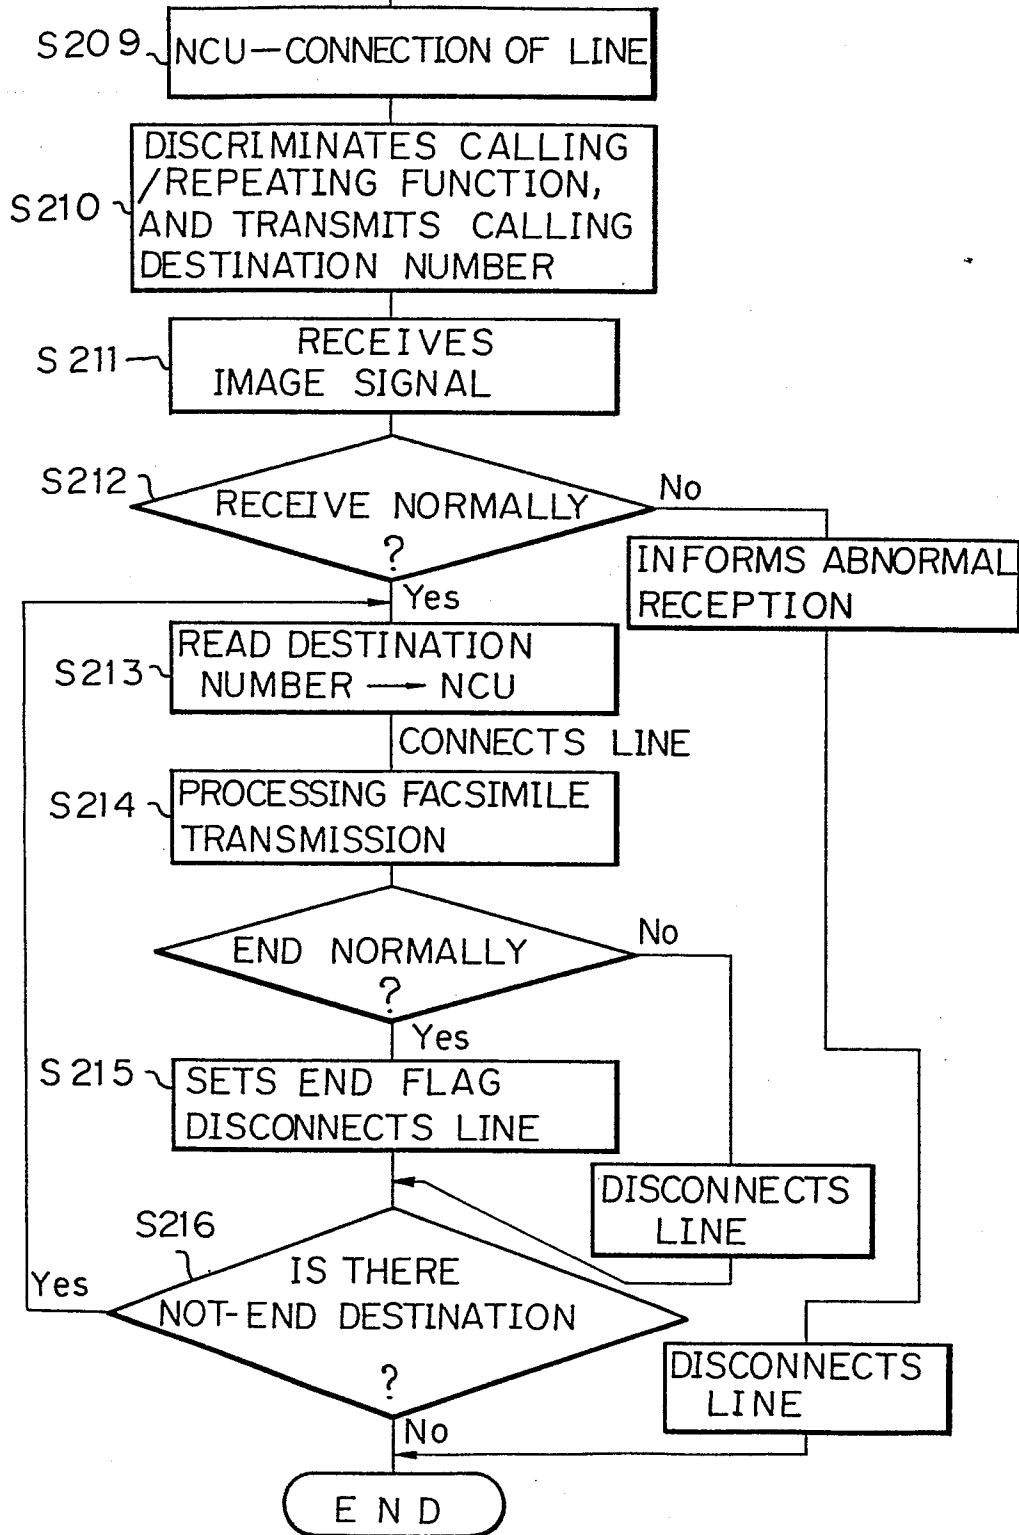 S209
NCU—CONNECTION OF LINE
S210
DISCRIMINATES CALLING
/REPEATING FUNCTION,
AND TRANSMITS CALLING
DESTINATION NUMBER
S211
RECEIVES
IMAGE SIGNAL
S212
RECEIVE NORMALLY
?
No
Yes
INFORMS ABNORMAL
RECEPTION
S213
READ DESTINATION
NUMBER → NCU
CONNECTS LINE
S214
PROCESSING FACSIMILE
TRANSMISSION
END NORMALLY
?
No
Yes
S215
SETS END FLAG
DISCONNECTS LINE
DISCONNECTS
LINE
S216
IS THERE
NOT-END DESTINATION
?
Yes
No
DISCONNECTS
LINE
END